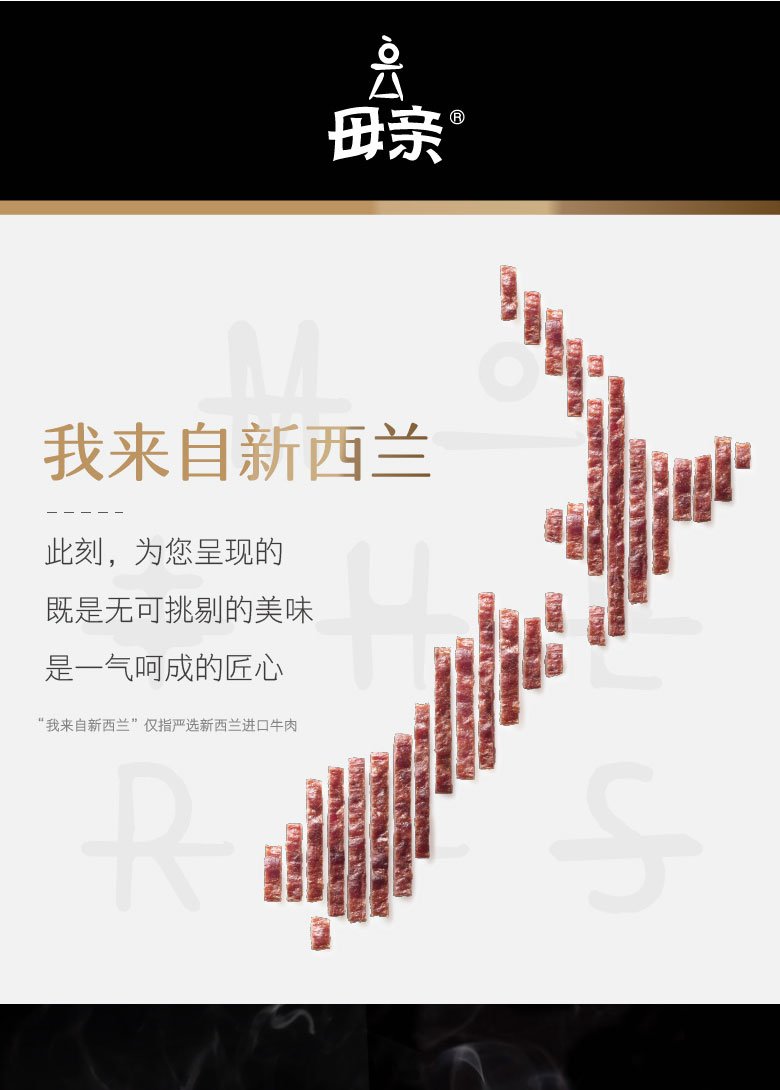 母亲®
我来自新西兰
此刻，为您呈现的
既是无可挑剔的美味
是一气呵成的匠心
“我来自新西兰”仅指严选新西兰进口牛肉